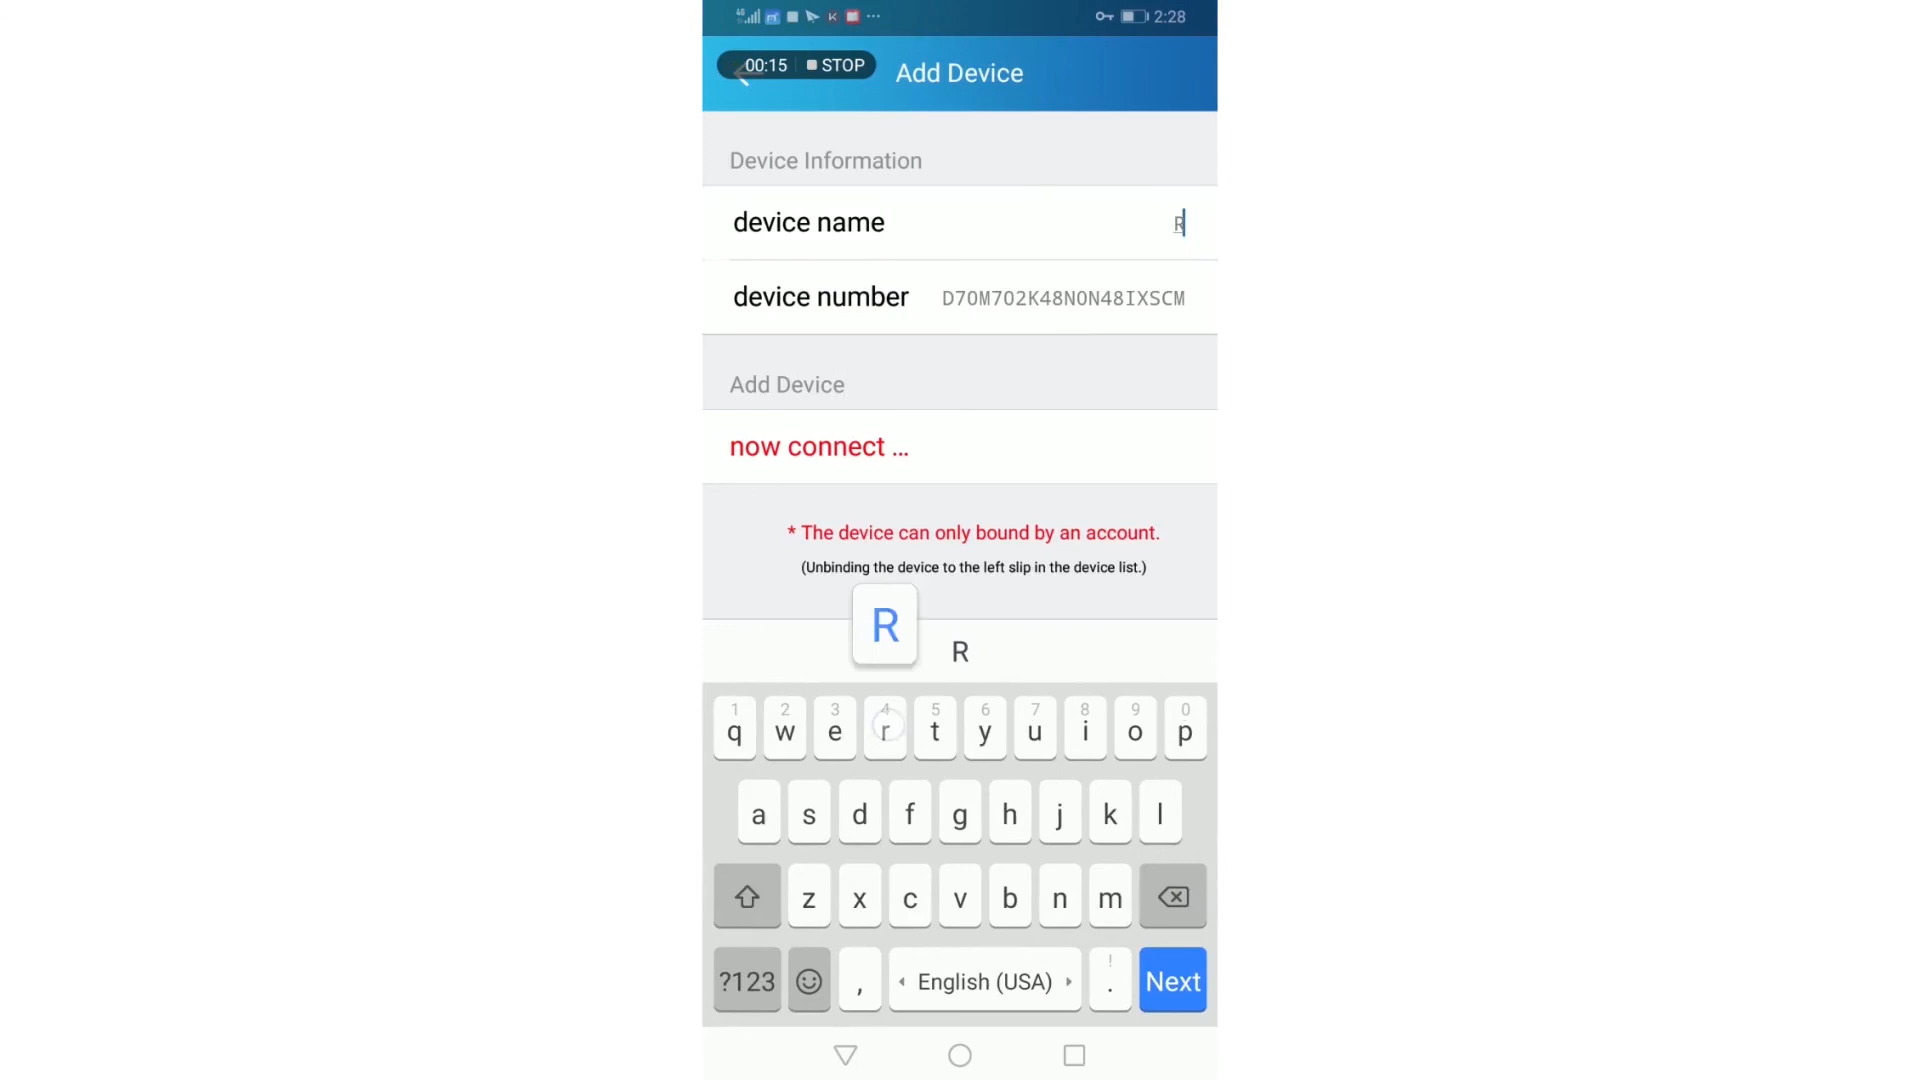 4G 2:28
00:15 STOP Add Device
Device Information
device name R
device number D7OM7O2K48NON48IXSCM
Add Device
now connect ...
* The device can only bound by an account.
(Unbinding the device to the left slip in the device list.)
R R
1 2 3 4 5 6 7 8 9 0
q w e r t y u i o p
a s d f g h j k l
z x c v b n m
!
?123 , English (USA) . Next